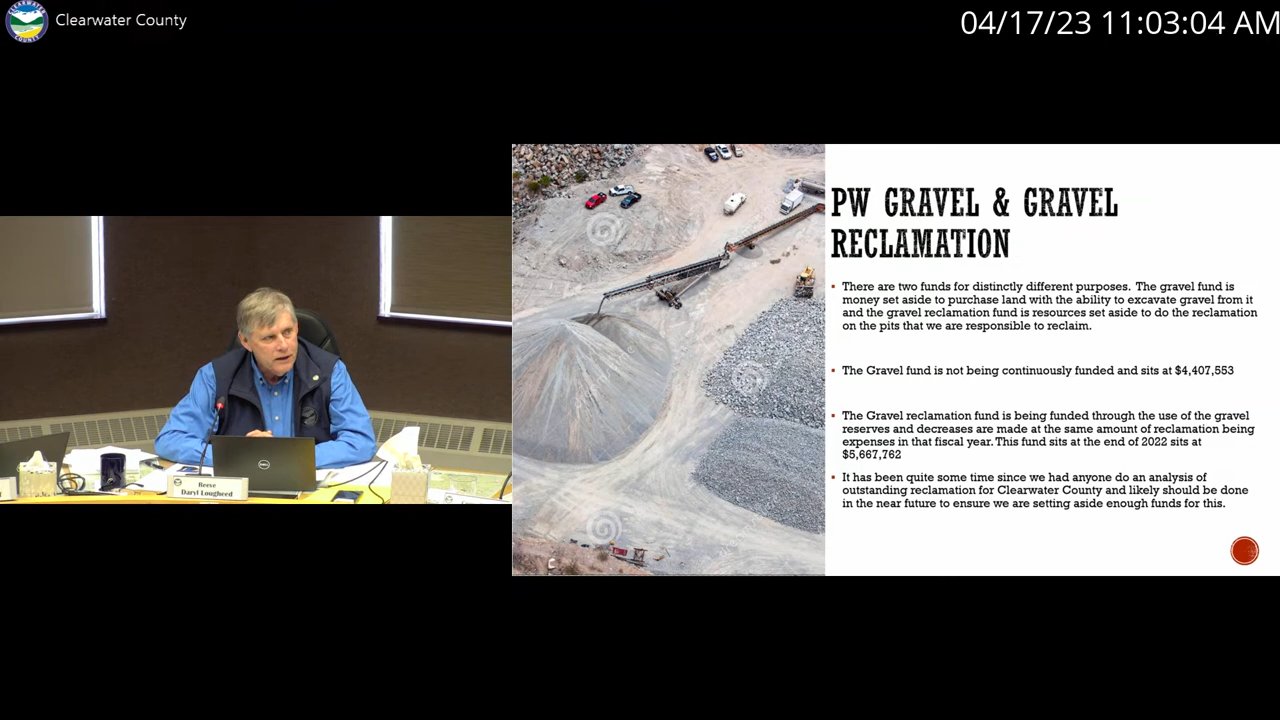 CLEARWATER
COUNTY
Clearwater County
04/17/23 11:03:04 AM
PW GRAVEL & GRAVEL
RECLAMATION
▪ There are two funds for distinctly different purposes. The gravel fund is
money set aside to purchase land with the ability to excavate gravel from it
and the gravel reclamation fund is resources set aside to do the reclamation
on the pits that we are responsible to reclaim.
▪ The Gravel fund is not being continuously funded and sits at $4,407,553
▪ The Gravel reclamation fund is being funded through the use of the gravel
reserves and decreases are made at the same amount of reclamation being
expenses in that fiscal year. This fund sits at the end of 2022 sits at
$5,667,762
▪ It has been quite some time since we had anyone do an analysis of
outstanding reclamation for Clearwater County and likely should be done
in the near future to ensure we are setting aside enough funds for this.
DELL
Reeve
Daryl Lougheed